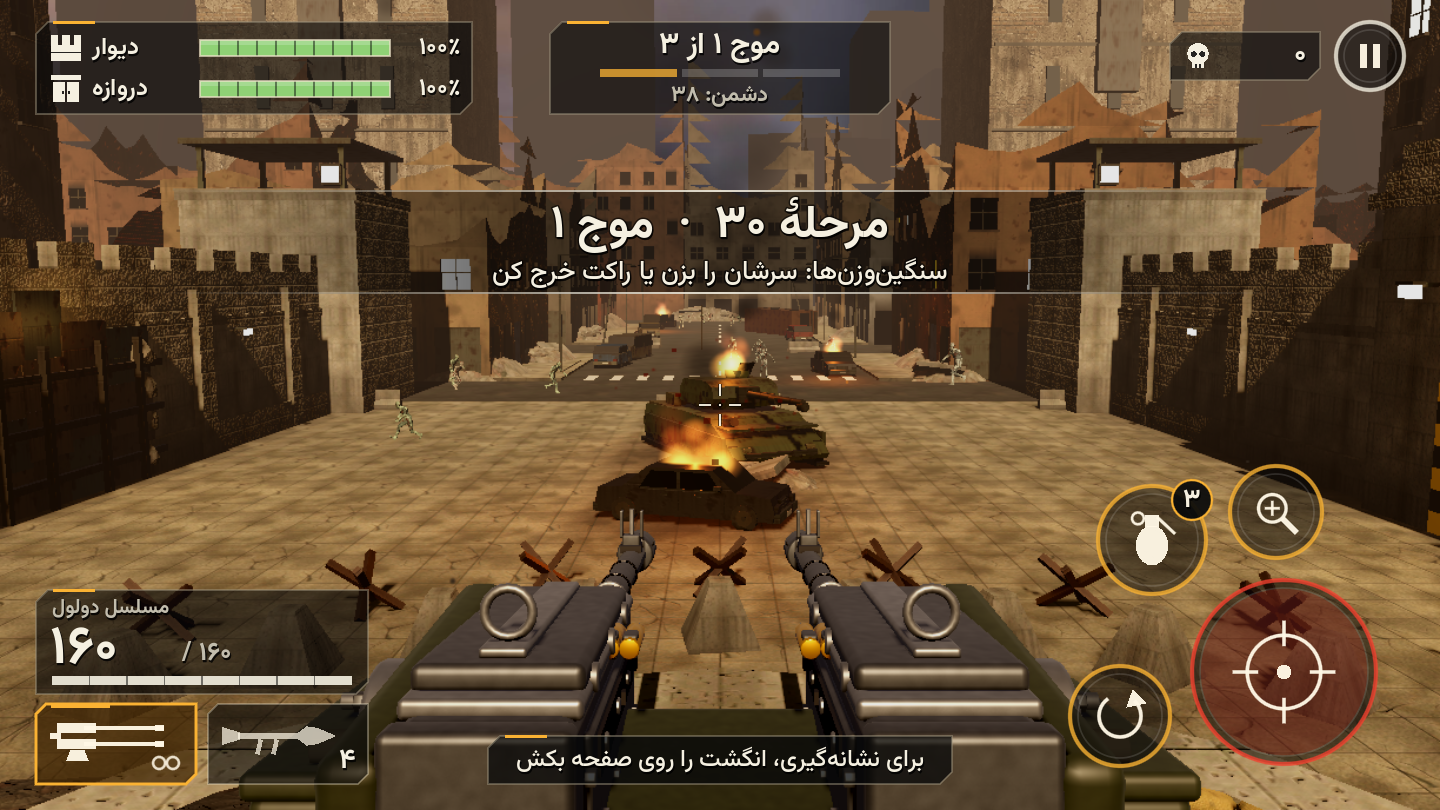 دیوار ۱۰۰٪
دروازه ۱۰۰٪
موج ۱ از ۳
دشمن: ۳۸
۰
مرحلهٔ ۳۰ · موج ۱
سنگین‌وزن‌ها: سرشان را بزن یا راکت خرج کن
۳
مسلسل دولول
۱۶۰ / ۱۶۰
∞
۴
برای نشانه‌گیری، انگشت را روی صفحه بکش